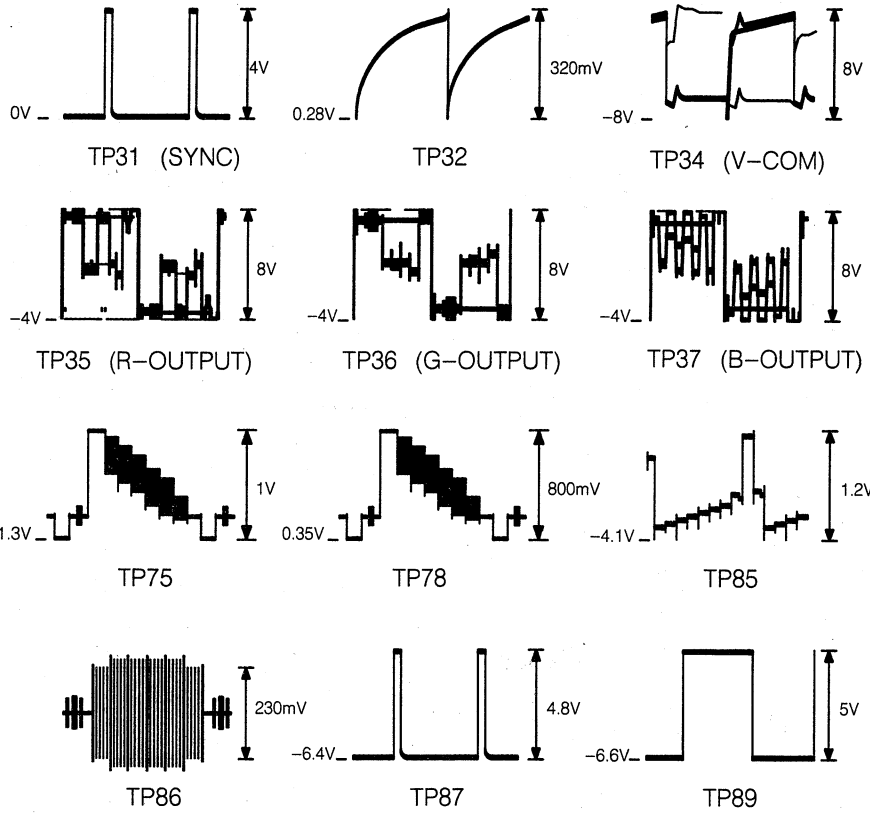 4V
0V
TP31 (SYNC)
320mV
0.28V
TP32
8V
−8V
TP34 (V−COM)
8V
−4V
TP35 (R−OUTPUT)
8V
−4V
TP36 (G−OUTPUT)
8V
−4V
TP37 (B−OUTPUT)
1V
1.3V
TP75
800mV
0.35V
TP78
1.2V
−4.1V
TP85
230mV
TP86
4.8V
−6.4V
TP87
5V
−6.6V
TP89